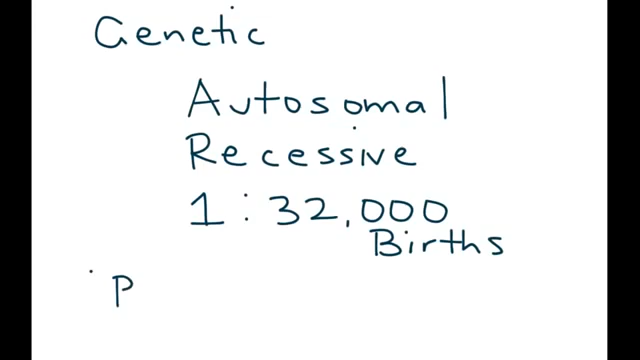 Genetic
Autosomal
Recessive
1 : 32,000
Births
P